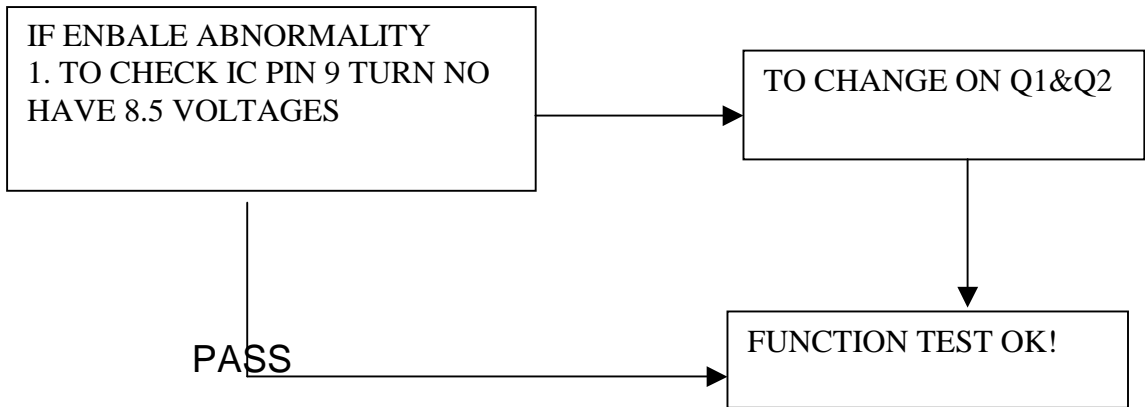 IF ENBALE ABNORMALITY
1. TO CHECK IC PIN 9 TURN NO
HAVE 8.5 VOLTAGES
TO CHANGE ON Q1&Q2
PASS
FUNCTION TEST OK!